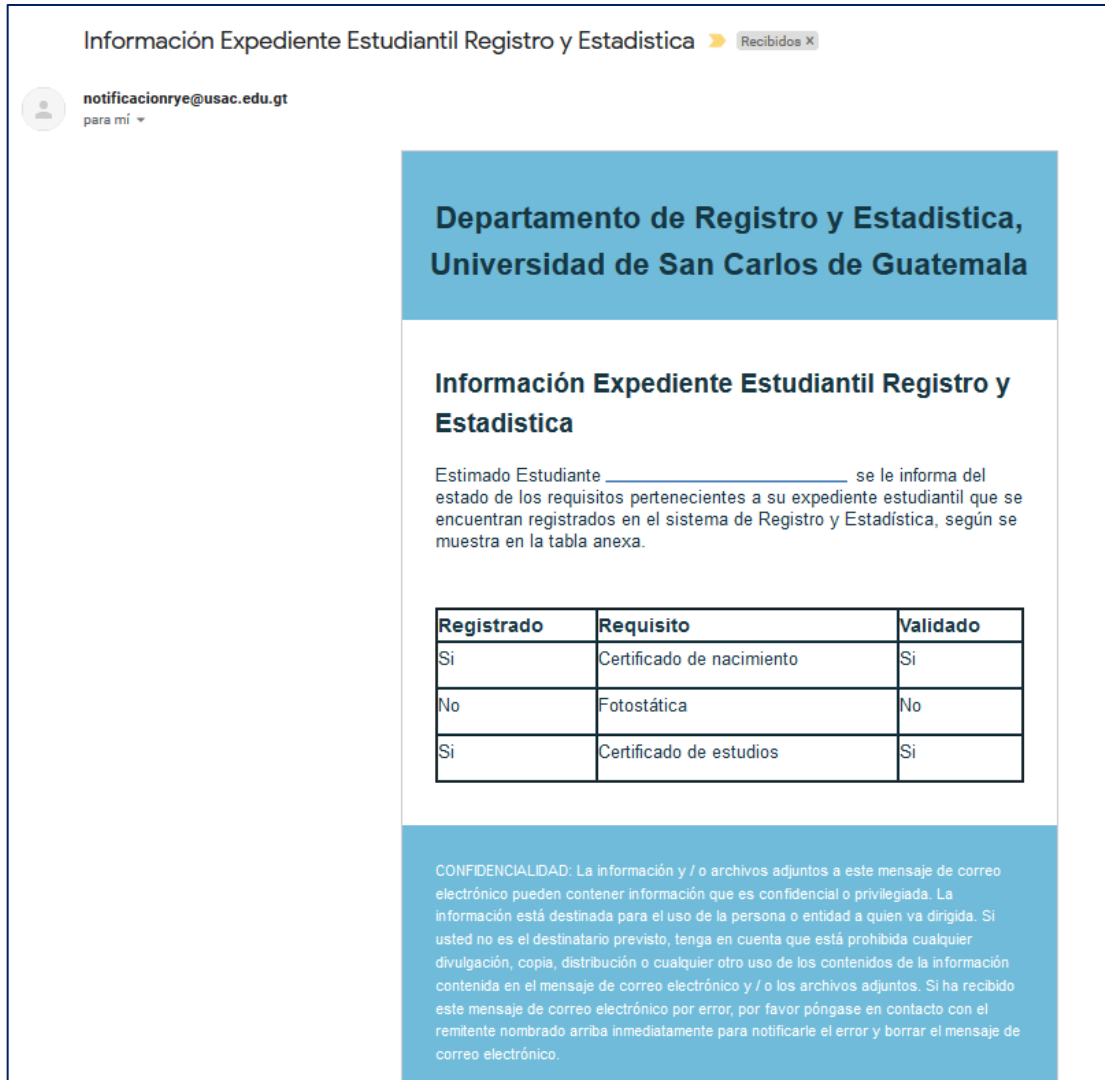 Información Expediente Estudiantil Registro y Estadistica Recibidos x
notificacionrye@usac.edu.gt
para mí
Departamento de Registro y Estadistica,
Universidad de San Carlos de Guatemala
Información Expediente Estudiantil Registro y
Estadistica
Estimado Estudiante ____________________ se le informa del
estado de los requisitos pertenecientes a su expediente estudiantil que se
encuentran registrados en el sistema de Registro y Estadística, según se
muestra en la tabla anexa.
Registrado Requisito Validado
Si Certificado de nacimiento Si
No Fotostática No
Si Certificado de estudios Si
CONFIDENCIALIDAD: La información y / o archivos adjuntos a este mensaje de correo
electrónico pueden contener información que es confidencial o privilegiada. La
información está destinada para el uso de la persona o entidad a quien va dirigida. Si
usted no es el destinatario previsto, tenga en cuenta que está prohibida cualquier
divulgación, copia, distribución o cualquier otro uso de los contenidos de la información
contenida en el mensaje de correo electrónico y / o los archivos adjuntos. Si ha recibido
este mensaje de correo electrónico por error, por favor póngase en contacto con el
remitente nombrado arriba inmediatamente para notificarle el error y borrar el mensaje de
correo electrónico.